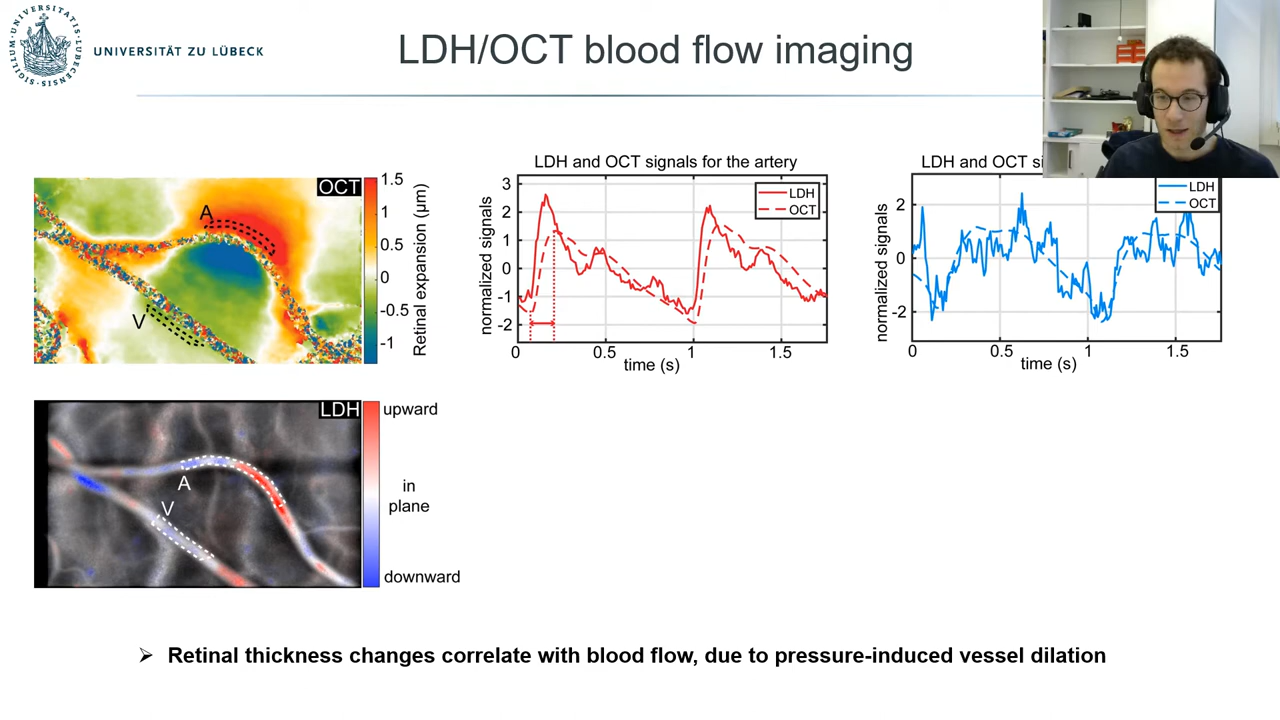 SIGILLUM·UNIVERSITATIS·LUBECENSIS
UNIVERSITÄT ZU LÜBECK
LDH/OCT blood flow imaging
OCT
A
V
1.5
1
0.5
0
-0.5
-1
Retinal expansion (µm)
LDH and OCT signals for the artery
LDH
OCT
3
2
1
0
-1
-2
normalized signals
0
0.5
1
1.5
time (s)
LDH and OCT si
LDH
OCT
2
0
-2
normalized signals
0
0.5
1
1.5
time (s)
LDH
A
V
upward
in
plane
downward
➢ Retinal thickness changes correlate with blood flow, due to pressure-induced vessel dilation